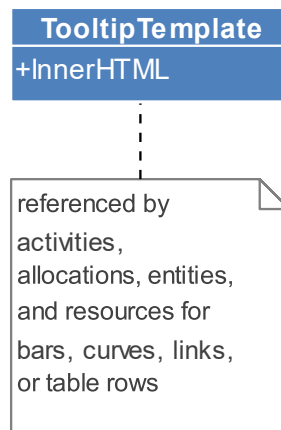 TooltipTemplate
+InnerHTML
referenced by
activities,
allocations, entities,
and resources for
bars, curves, links,
or table rows